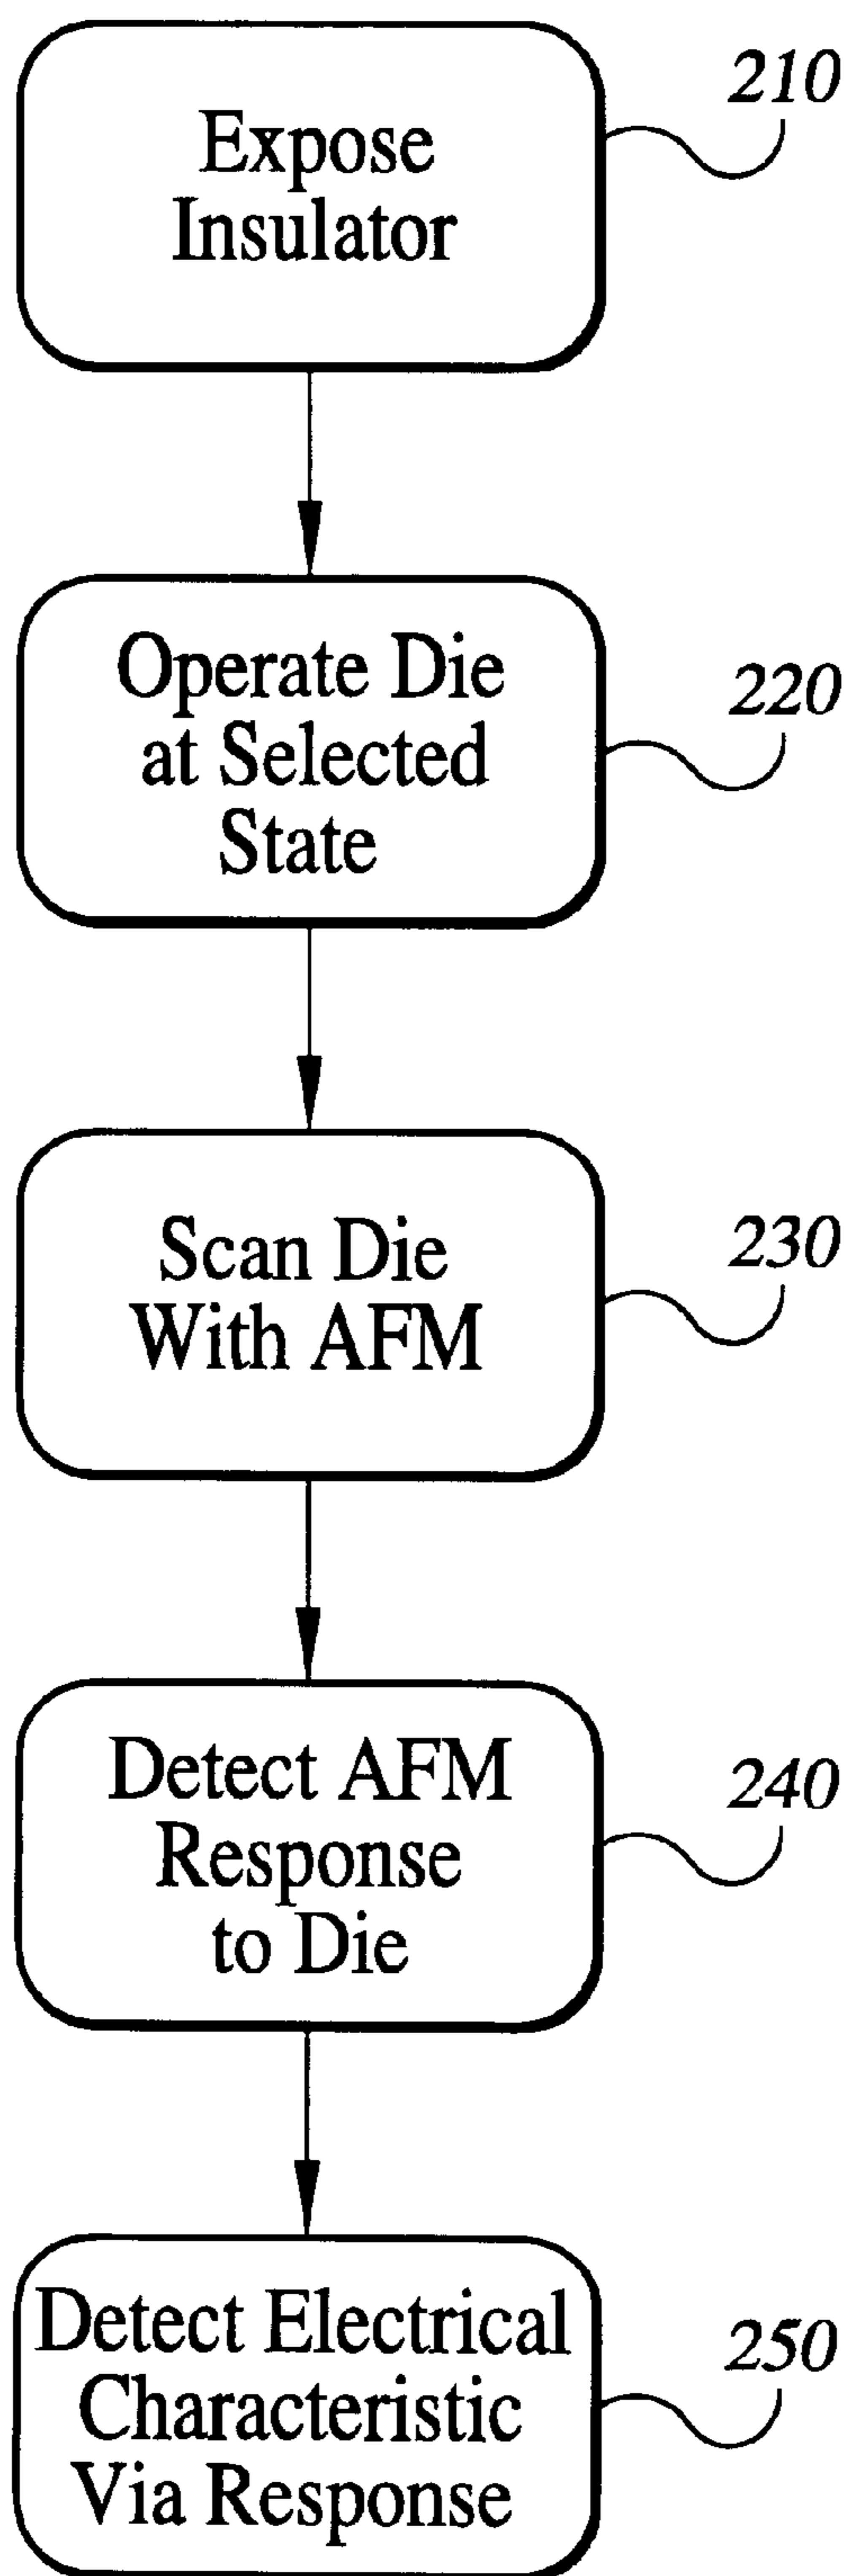 210
Expose
Insulator
220
Operate Die
at Selected
State
230
Scan Die
With AFM
240
Detect AFM
Response
to Die
250
Detect Electrical
Characteristic
Via Response